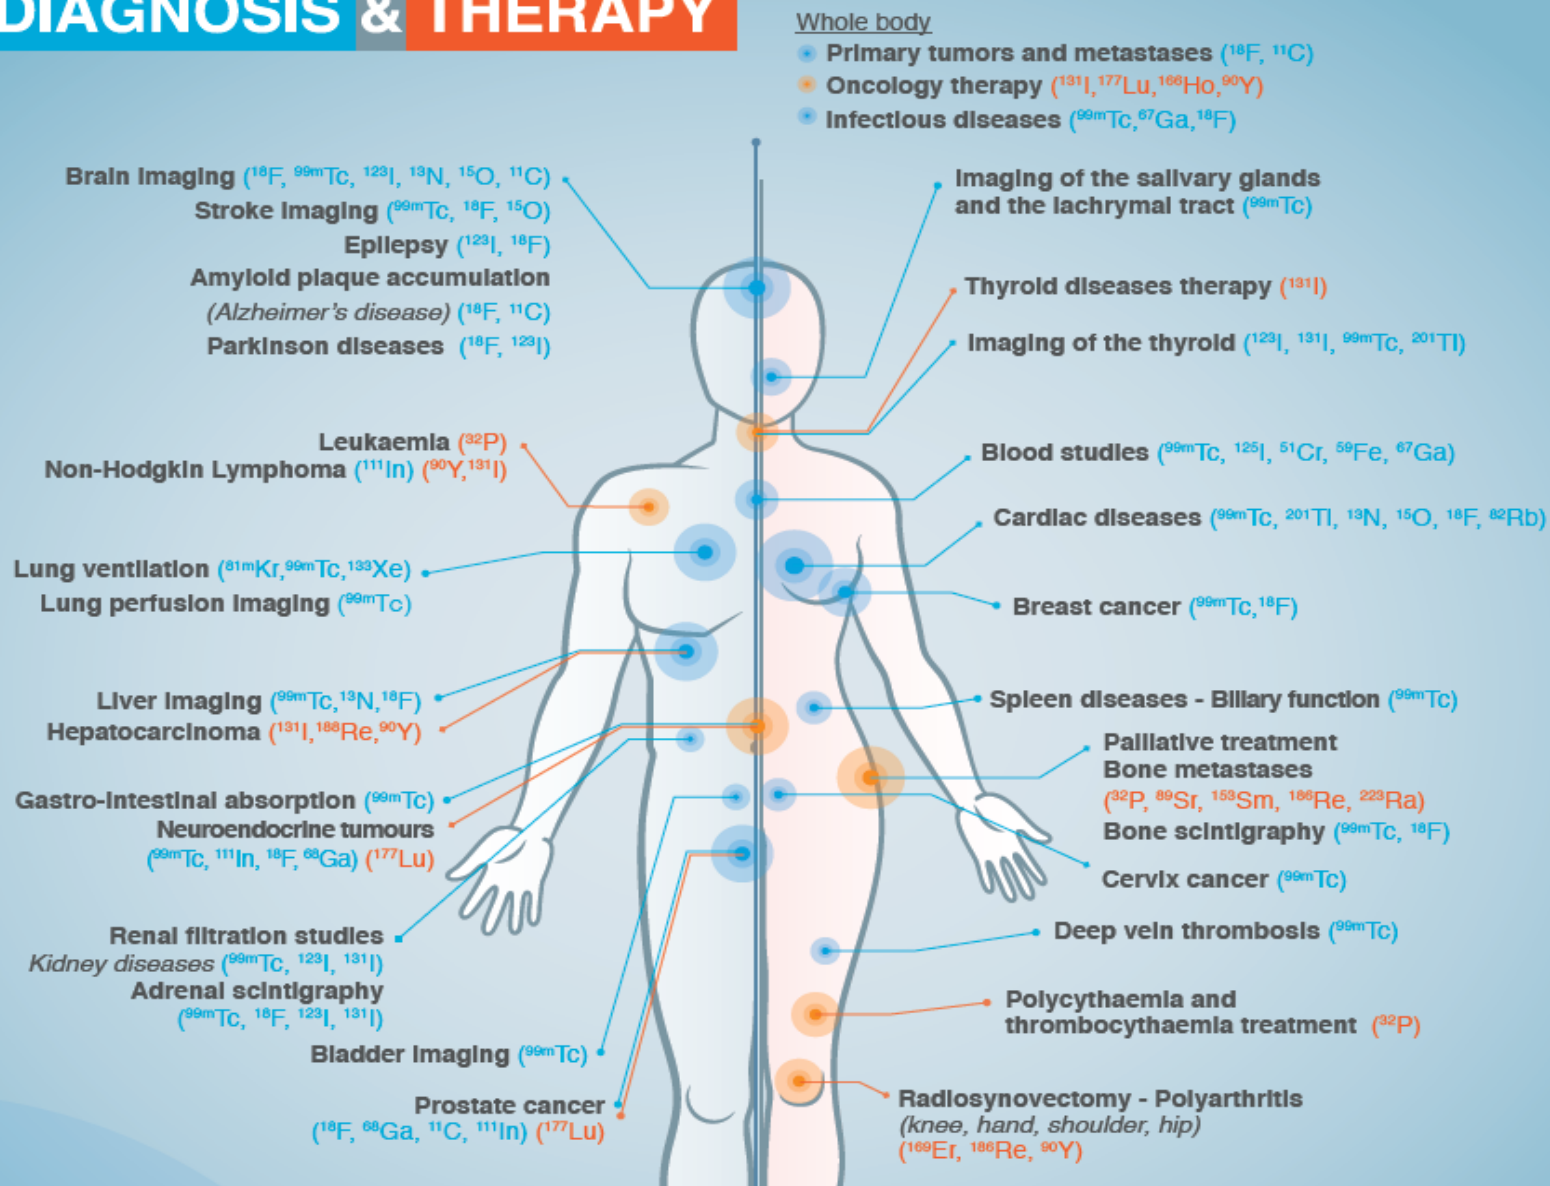 DIAGNOSIS & THERAPY
Whole body
Primary tumors and metastases (¹⁸F, ¹¹C)
Oncology therapy (¹³¹I,¹⁷⁷Lu,¹⁶⁶Ho,⁹⁰Y)
Infectious diseases (⁹⁹ᵐTc,⁶⁷Ga,¹⁸F)
Brain imaging (¹⁸F, ⁹⁹ᵐTc, ¹²³I, ¹³N, ¹⁵O, ¹¹C)
Stroke imaging (⁹⁹ᵐTc, ¹⁸F, ¹⁵O)
Epilepsy (¹²³I, ¹⁸F)
Amyloid plaque accumulation
(Alzheimer's disease) (¹⁸F, ¹¹C)
Parkinson diseases (¹⁸F, ¹²³I)
Leukaemia (³²P)
Non-Hodgkin Lymphoma (¹¹¹In) (⁹⁰Y,¹³¹I)
Lung ventilation (⁸¹ᵐKr,⁹⁹ᵐTc,¹³³Xe)
Lung perfusion imaging (⁹⁹ᵐTc)
Liver imaging (⁹⁹ᵐTc,¹³N,¹⁸F)
Hepatocarcinoma (¹³¹I,¹⁸⁸Re,⁹⁰Y)
Gastro-intestinal absorption (⁹⁹ᵐTc)
Neuroendocrine tumours
(⁹⁹ᵐTc, ¹¹¹In, ¹⁸F, ⁶⁸Ga) (¹⁷⁷Lu)
Renal filtration studies
Kidney diseases (⁹⁹ᵐTc, ¹²³I, ¹³¹I)
Adrenal scintigraphy
(⁹⁹ᵐTc, ¹⁸F, ¹²³I, ¹³¹I)
Bladder imaging (⁹⁹ᵐTc)
Prostate cancer
(¹⁸F, ⁶⁸Ga, ¹¹C, ¹¹¹In) (¹⁷⁷Lu)
Imaging of the salivary glands
and the lachrymal tract (⁹⁹ᵐTc)
Thyroid diseases therapy (¹³¹I)
Imaging of the thyroid (¹²³I, ¹³¹I, ⁹⁹ᵐTc, ²⁰¹Tl)
Blood studies (⁹⁹ᵐTc, ¹²⁵I, ⁵¹Cr, ⁵⁹Fe, ⁶⁷Ga)
Cardiac diseases (⁹⁹ᵐTc, ²⁰¹Tl, ¹³N, ¹⁵O, ¹⁸F, ⁸²Rb)
Breast cancer (⁹⁹ᵐTc,¹⁸F)
Spleen diseases - Biliary function (⁹⁹ᵐTc)
Palliative treatment
Bone metastases
(³²P, ⁸⁹Sr, ¹⁵³Sm, ¹⁸⁶Re, ²²³Ra)
Bone scintigraphy (⁹⁹ᵐTc, ¹⁸F)
Cervix cancer (⁹⁹ᵐTc)
Deep vein thrombosis (⁹⁹ᵐTc)
Polycythaemia and
thrombocythaemia treatment (³²P)
Radiosynovectomy - Polyarthritis
(knee, hand, shoulder, hip)
(¹⁶⁹Er, ¹⁸⁶Re, ⁹⁰Y)